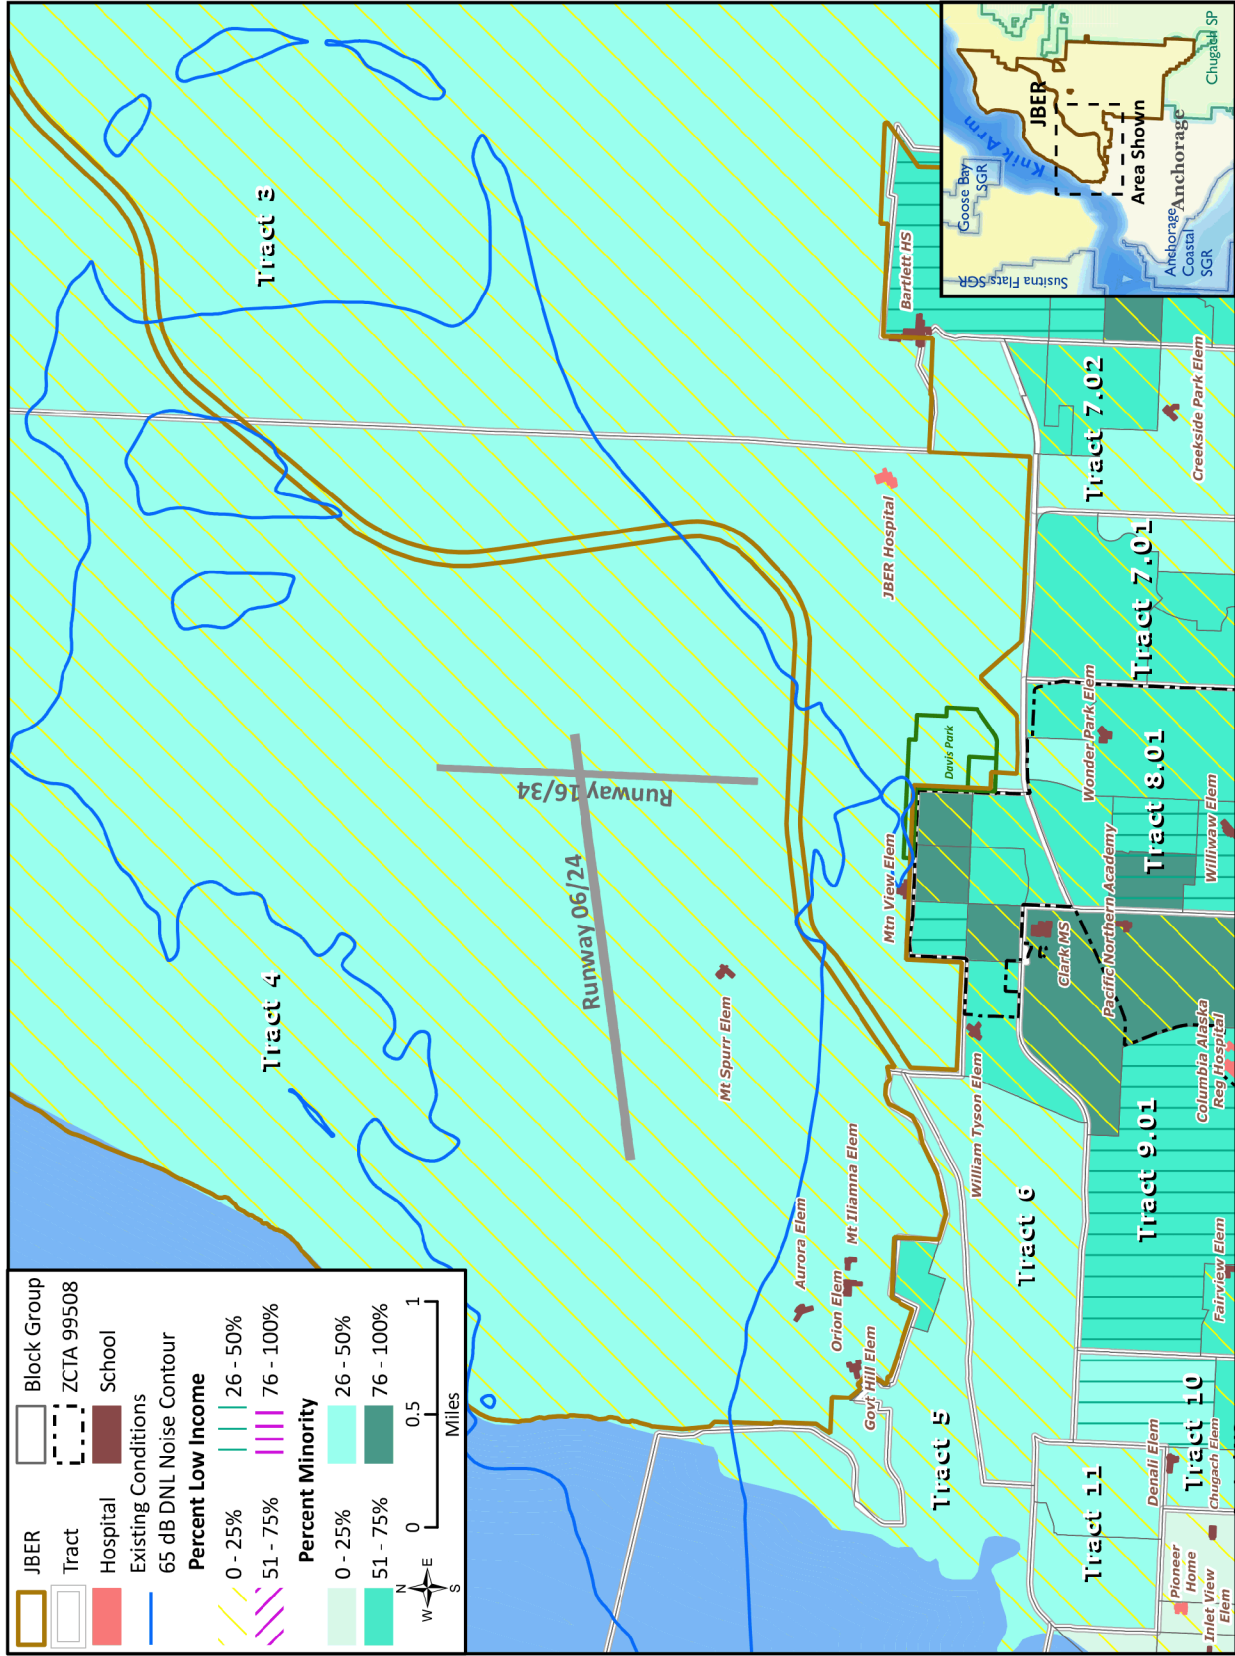 JBER
Tract
Hospital
Block Group
ZCTA 99508
School
Existing Conditions
65 dB DNL Noise Contour
Percent Low Income
0 - 25%
26 - 50%
51 - 75%
76 - 100%
Percent Minority
0 - 25%
26 - 50%
51 - 75%
76 - 100%
N
W
E
S
0
0.5
1
Miles
Tract 4
Tract 3
Runway 06/24
Runway 16/34
Mt Spurr Elem
Aurora Elem
Mt Iliamna Elem
Orion Elem
Govt Hill Elem
Mtn View Elem
Davis Park
JBER Hospital
Bartlett HS
William Tyson Elem
Tract 5
Tract 6
Clark MS
Pacific Northern Academy
Wonder Park Elem
Tract 7.01
Tract 7.02
Creekside Park Elem
Tract 8.01
Williwaw Elem
Tract 9.01
Columbia Alaska
Reg Hospital
Fairview Elem
Tract 10
Chugach Elem
Denali Elem
Tract 11
Pioneer
Home
Inlet View
Elem
Goose Bay
SGR
Knik Arm
JBER
Area Shown
Anchorage
Chugach SP
Susitna Flats SGR
Anchorage
Coastal
SGR